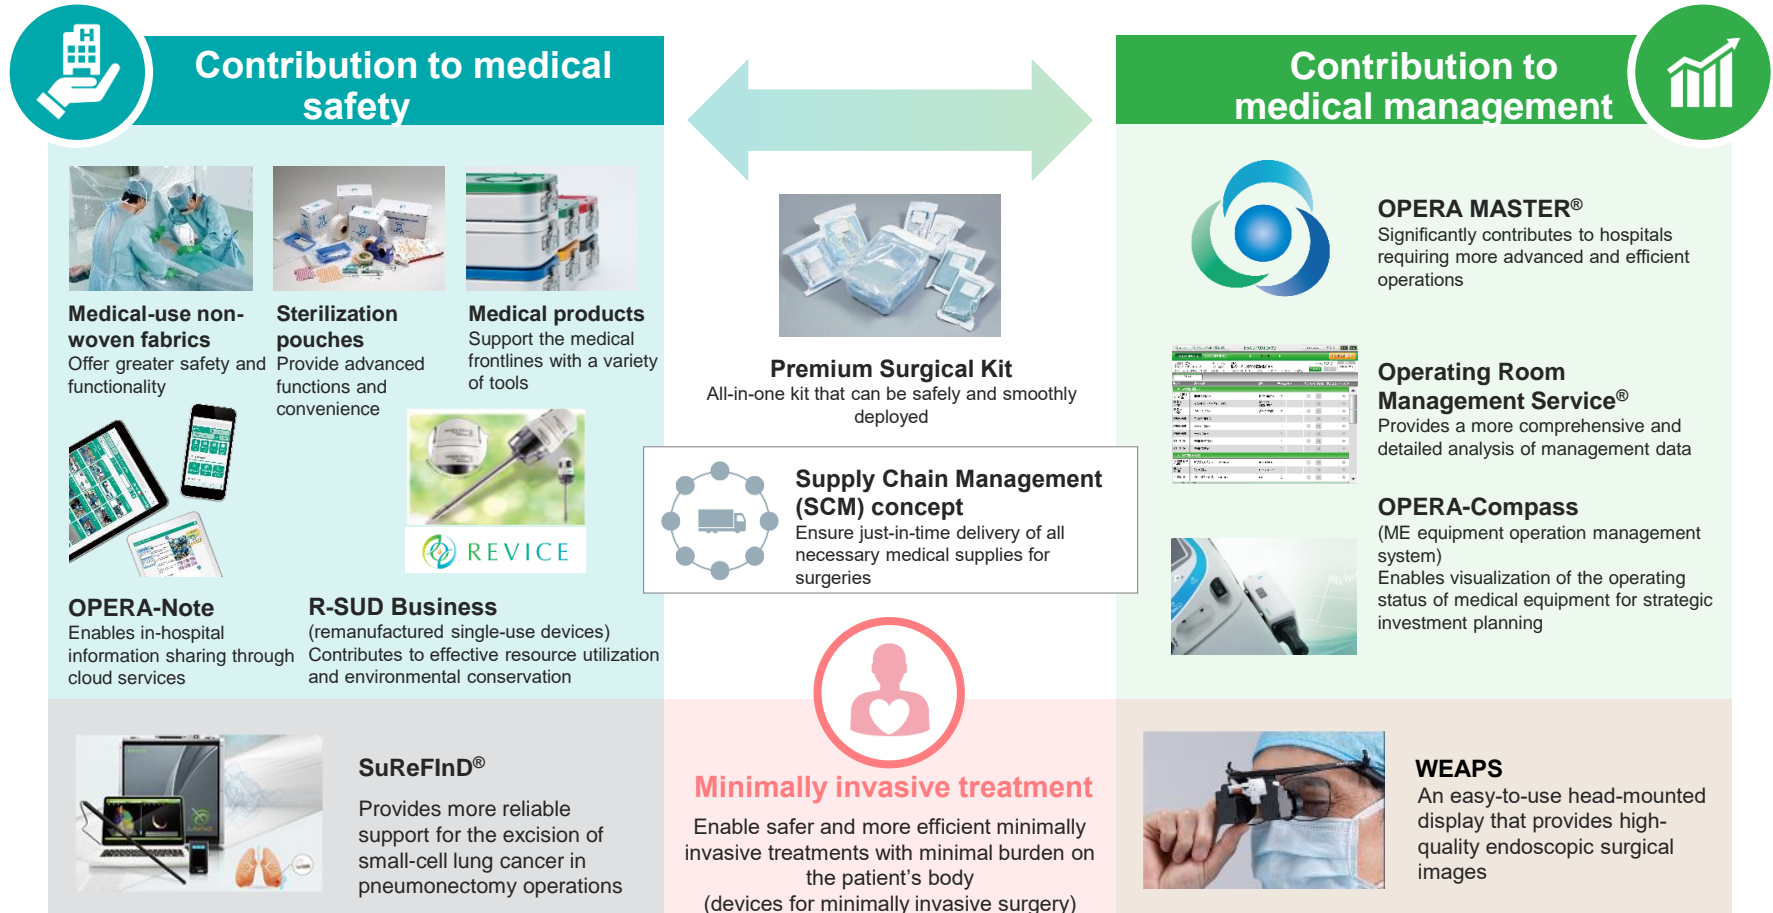 Contribution to medical
safety
Contribution to
medical management
Medical-use non-
woven fabrics
Offer greater safety and
functionality
Sterilization
pouches
Provide advanced
functions and
convenience
Medical products
Support the medical
frontlines with a variety
of tools
REVICE
OPERA-Note
Enables in-hospital
information sharing through
cloud services
R-SUD Business
(remanufactured single-use devices)
Contributes to effective resource utilization
and environmental conservation
Premium Surgical Kit
All-in-one kit that can be safely and smoothly
deployed
Supply Chain Management
(SCM) concept
Ensure just-in-time delivery of all
necessary medical supplies for
surgeries
OPERA MASTER®
Significantly contributes to hospitals
requiring more advanced and efficient
operations
Operating Room
Management Service®
Provides a more comprehensive and
detailed analysis of management data
OPERA-Compass
(ME equipment operation management
system)
Enables visualization of the operating
status of medical equipment for strategic
investment planning
SuReFInD®
Provides more reliable
support for the excision of
small-cell lung cancer in
pneumonectomy operations
Minimally invasive treatment
Enable safer and more efficient minimally
invasive treatments with minimal burden on
the patient's body
(devices for minimally invasive surgery)
WEAPS
An easy-to-use head-mounted
display that provides high-
quality endoscopic surgical
images